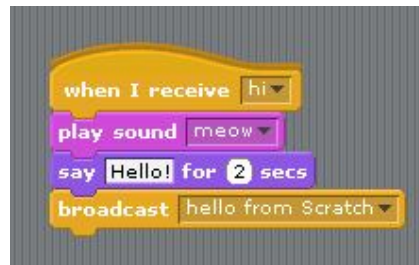 when I receive hi
play sound meow
say Hello! for 2 secs
broadcast hello from Scratch